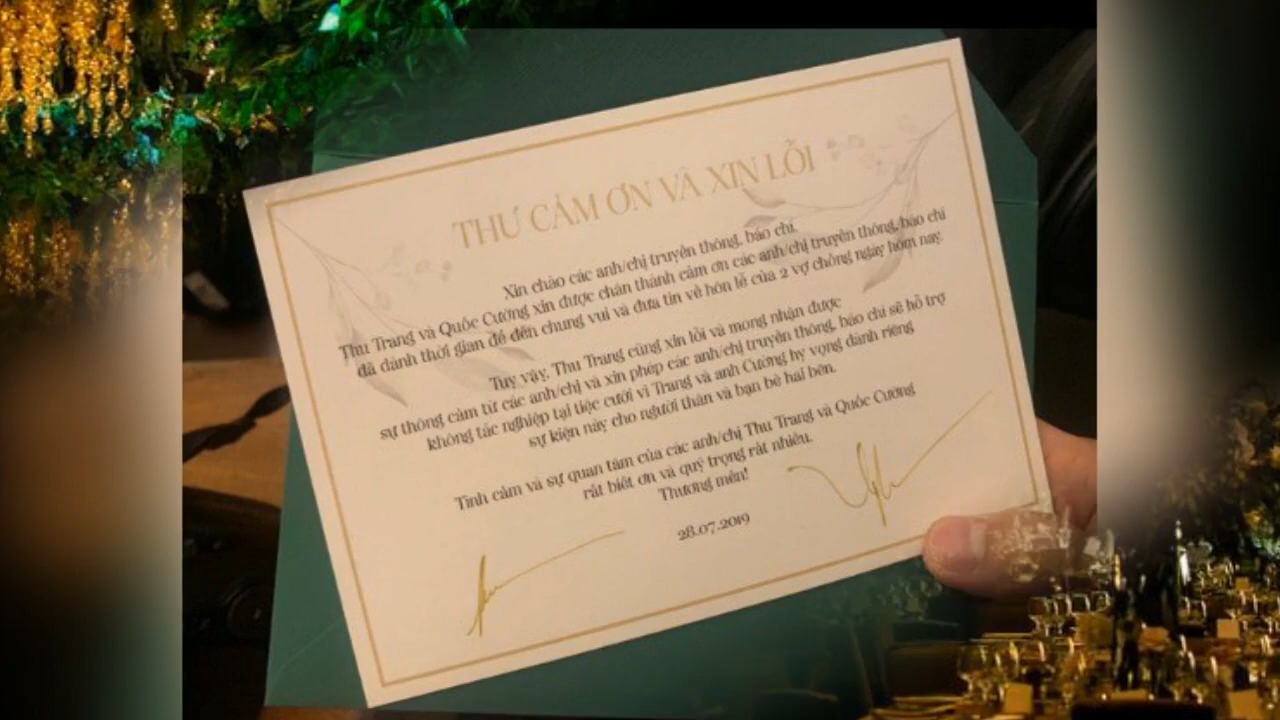 THƯ CẢM ƠN VÀ XIN LỖI
Xin chào các anh/chị truyền thông, báo chí.
Thu Trang và Quốc Cường xin được chân thành cảm ơn các anh/chị truyền thông, báo chí
đã dành thời gian để đến chung vui và đưa tin về hôn lễ của 2 vợ chồng ngày hôm nay.
Tuy vậy, Thu Trang cũng xin lỗi và mong nhận được
sự thông cảm từ các anh/chị và xin phép các anh/chị truyền thông, báo chí sẽ hỗ trợ
không tác nghiệp tại tiệc cưới vì Trang và anh Cường hy vọng dành riêng
sự kiện này cho người thân và bạn bè hai bên.
Tình cảm và sự quan tâm của các anh/chị Thu Trang và Quốc Cường
rất biết ơn và quý trọng rất nhiều.
Thương mến!
28.07.2019